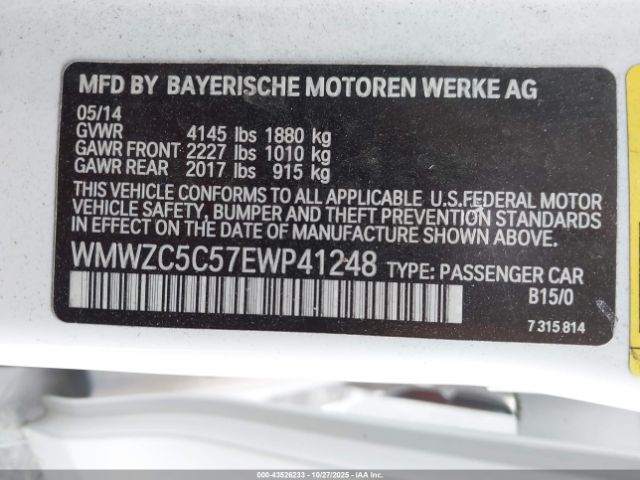 MFD BY BAYERISCHE MOTOREN WERKE AG
05/14
GVWR 4145 lbs 1880 kg
GAWR FRONT 2227 lbs 1010 kg
GAWR REAR 2017 lbs 915 kg
THIS VEHICLE CONFORMS TO ALL APPLICABLE U.S.FEDERAL MOTOR
VEHICLE SAFETY, BUMPER AND THEFT PREVENTION STANDARDS
IN EFFECT ON THE DATE OF MANUFACTURE SHOWN ABOVE.
WMWZC5C57EWP41248 TYPE: PASSENGER CAR
B15/0
7 315 814
000-43526233 - 10/27/2025 - IAAI.COM